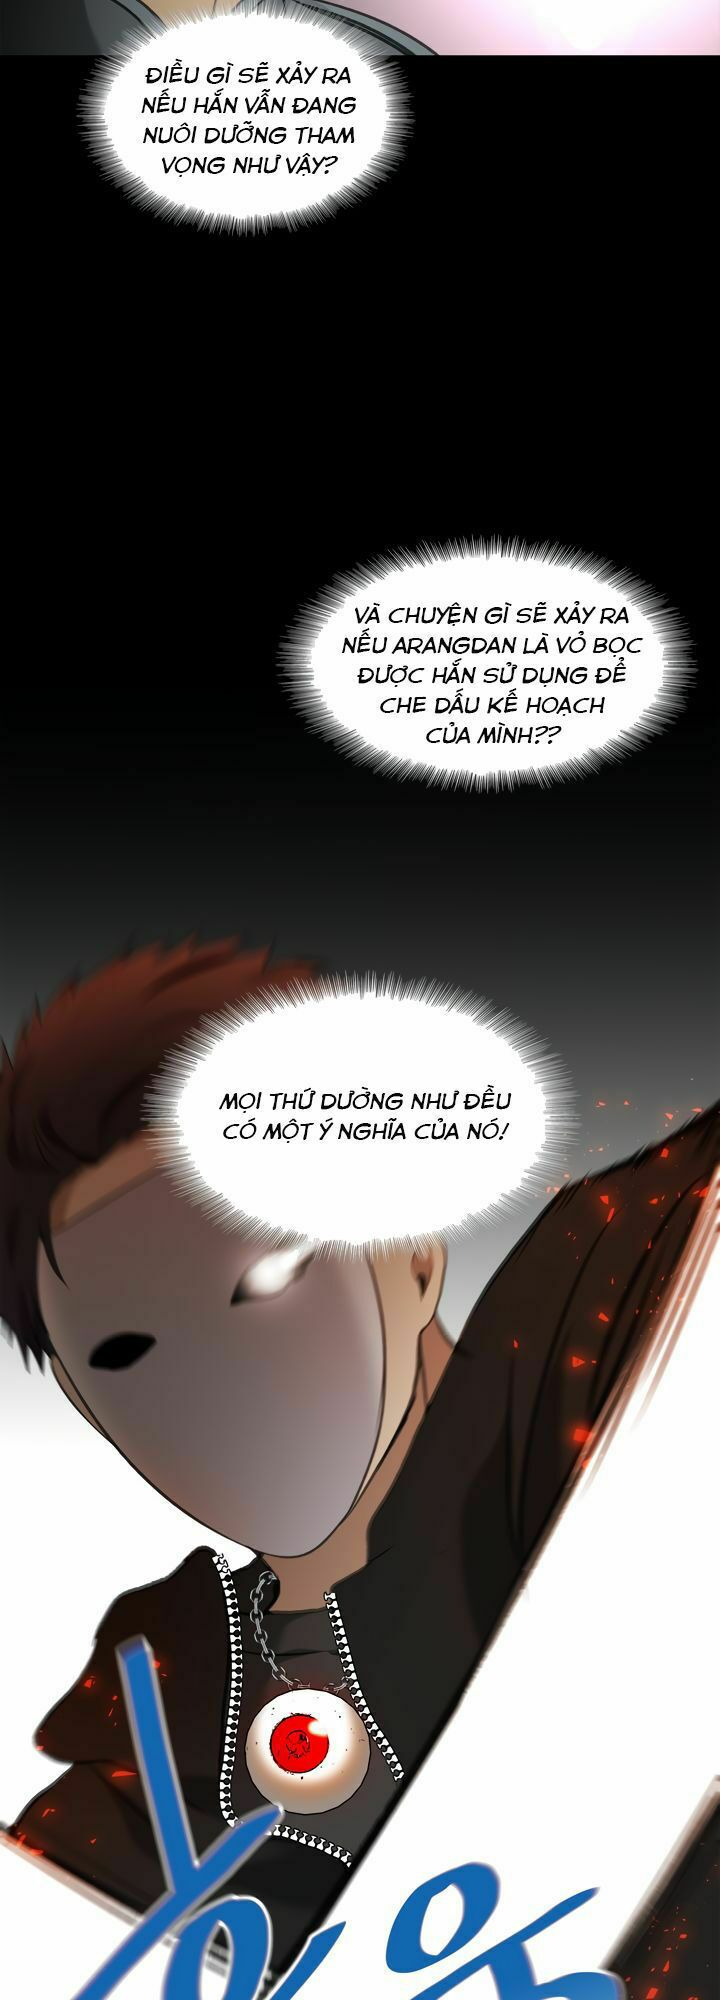 ĐIỀU GÌ SẼ XẢY RA
NẾU HẮN VẪN ĐANG
NUÔI DƯỠNG THAM
VỌNG NHƯ VẬY?
VÀ CHUYỆN GÌ SẼ XẢY RA
NẾU ARANGDAN LÀ VỎ BỌC
ĐƯỢC HẮN SỬ DỤNG ĐỂ
CHE DẤU KẾ HOẠCH
CỦA MÌNH??
MỌI THỨ DƯỜNG NHƯ ĐỀU
CÓ MỘT Ý NGHĨA CỦA NÓ!